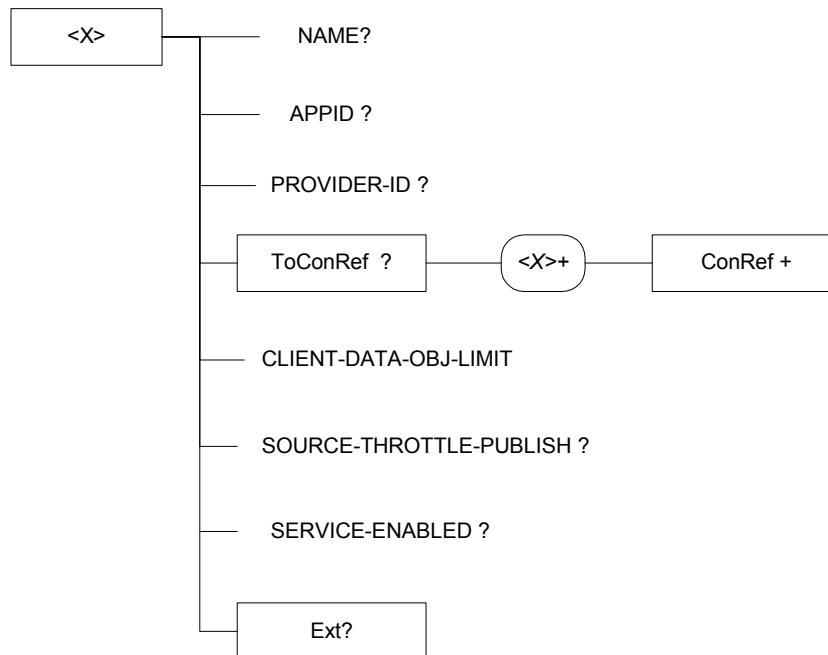 <X>
NAME?
APPID ?
PROVIDER-ID ?
ToConRef ?
<X>+
ConRef +
CLIENT-DATA-OBJ-LIMIT
SOURCE-THROTTLE-PUBLISH ?
SERVICE-ENABLED ?
Ext?